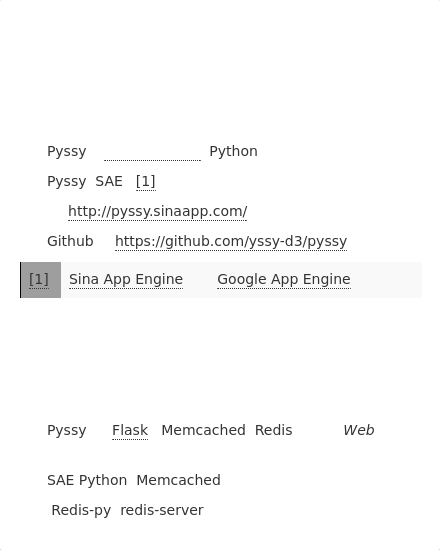 Pyssy Python
Pyssy SAE [1]
http://pyssy.sinaapp.com/
Github https://github.com/yssy-d3/pyssy
[1] Sina App Engine Google App Engine
Pyssy Flask Memcached Redis Web
SAE Python Memcached
Redis-py redis-server